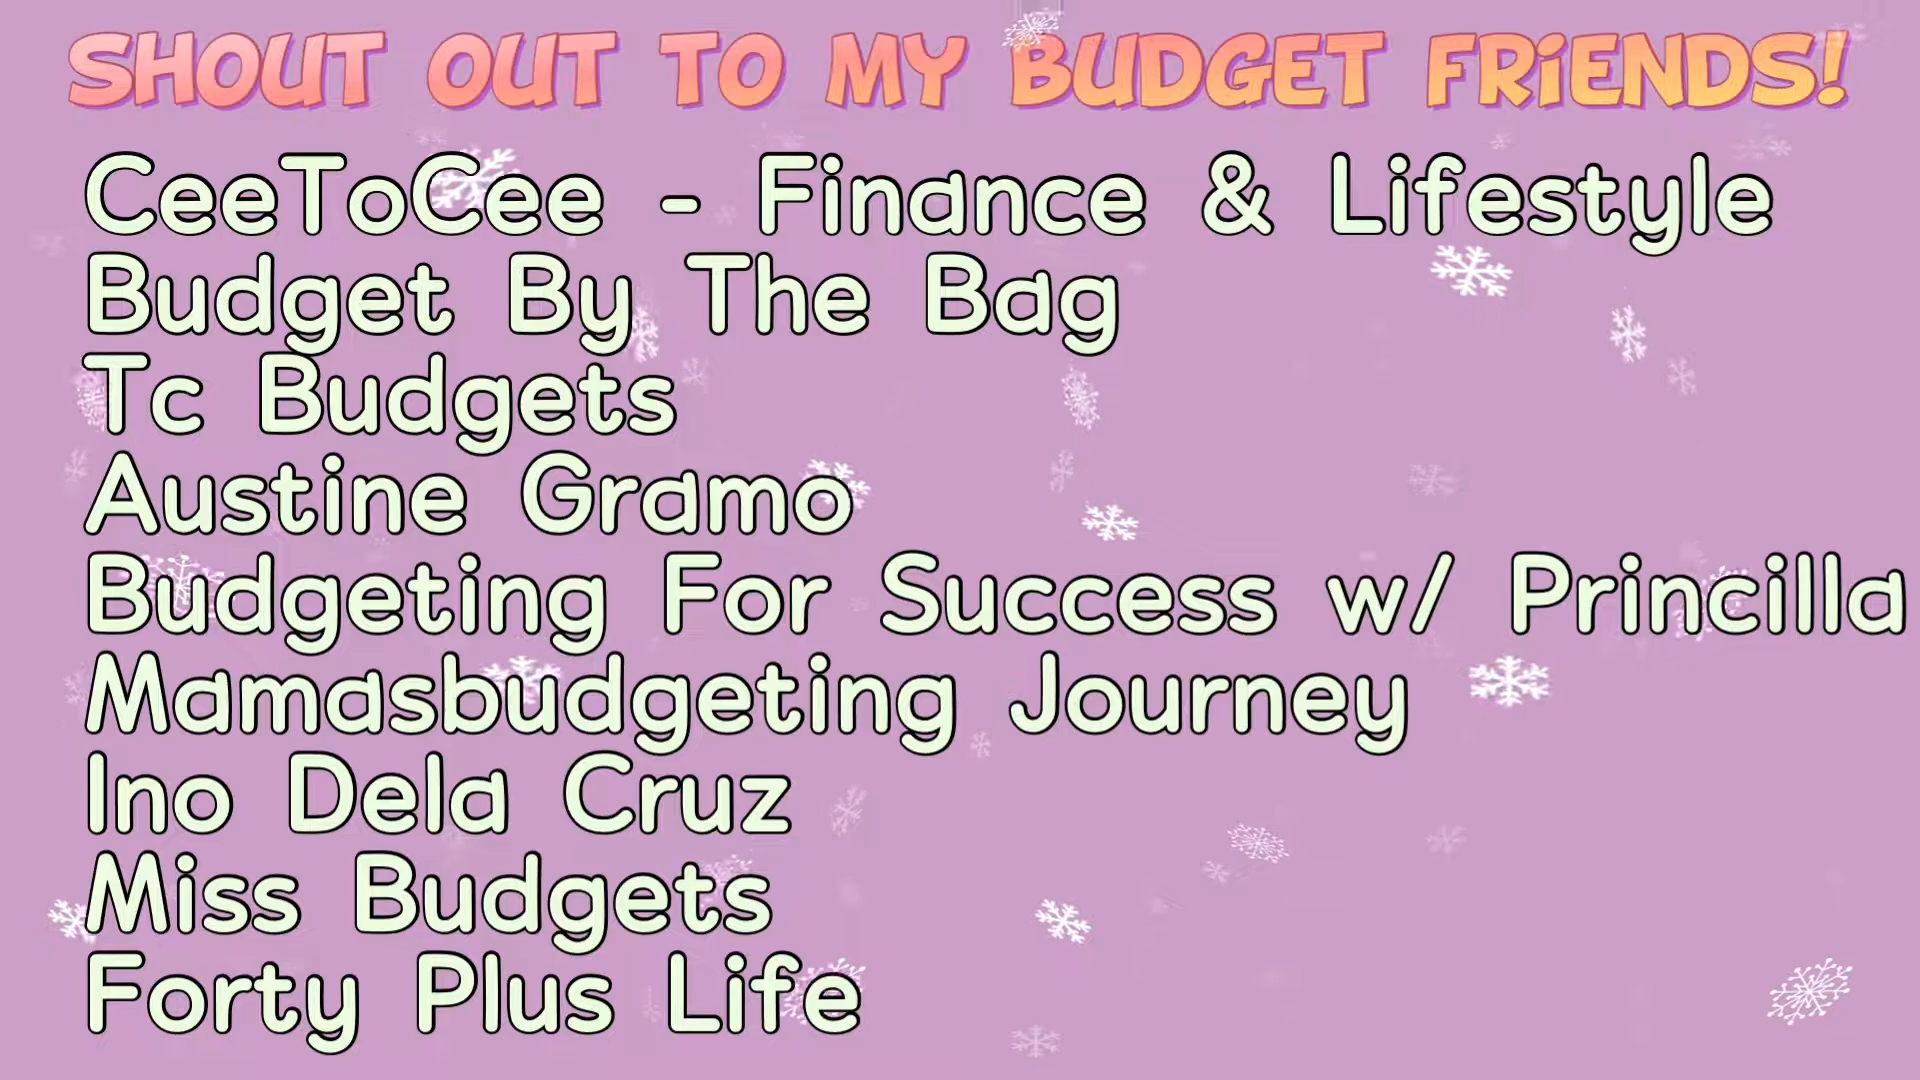 SHOUT OUT TO MY BUDGET FRiENDS!
CeeToCee - Finance & Lifestyle
Budget By The Bag
Tc Budgets
Austine Gramo
Budgeting For Success w/ Princilla
Mamasbudgeting Journey
Ino Dela Cruz
Miss Budgets
Forty Plus Life